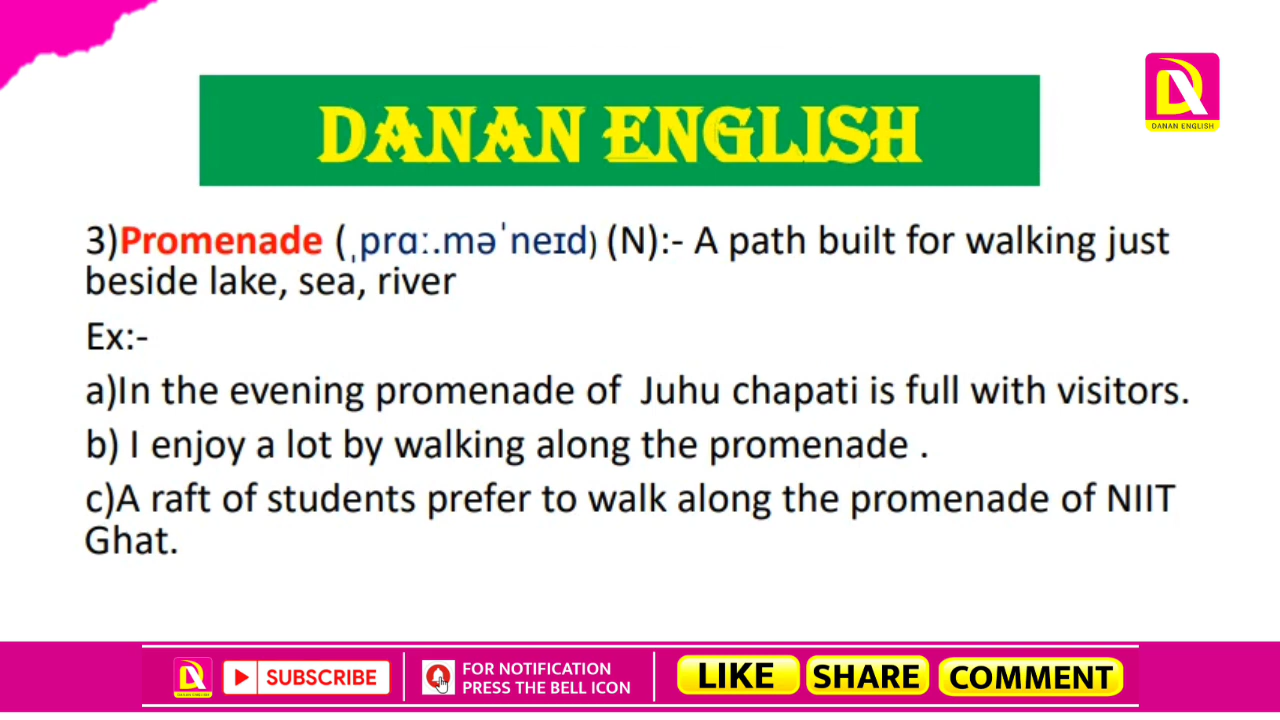 DANAN ENGLISH
DANAN ENGLISH
3)Promenade (ˌprɑː.məˈneɪd) (N):- A path built for walking just
beside lake, sea, river
Ex:-
a)In the evening promenade of  Juhu chapati is full with visitors.
b) I enjoy a lot by walking along the promenade .
c)A raft of students prefer to walk along the promenade of NIIT
Ghat.
DANAN ENGLISH
SUBSCRIBE
FOR NOTIFICATION
PRESS THE BELL ICON
LIKE
SHARE
COMMENT